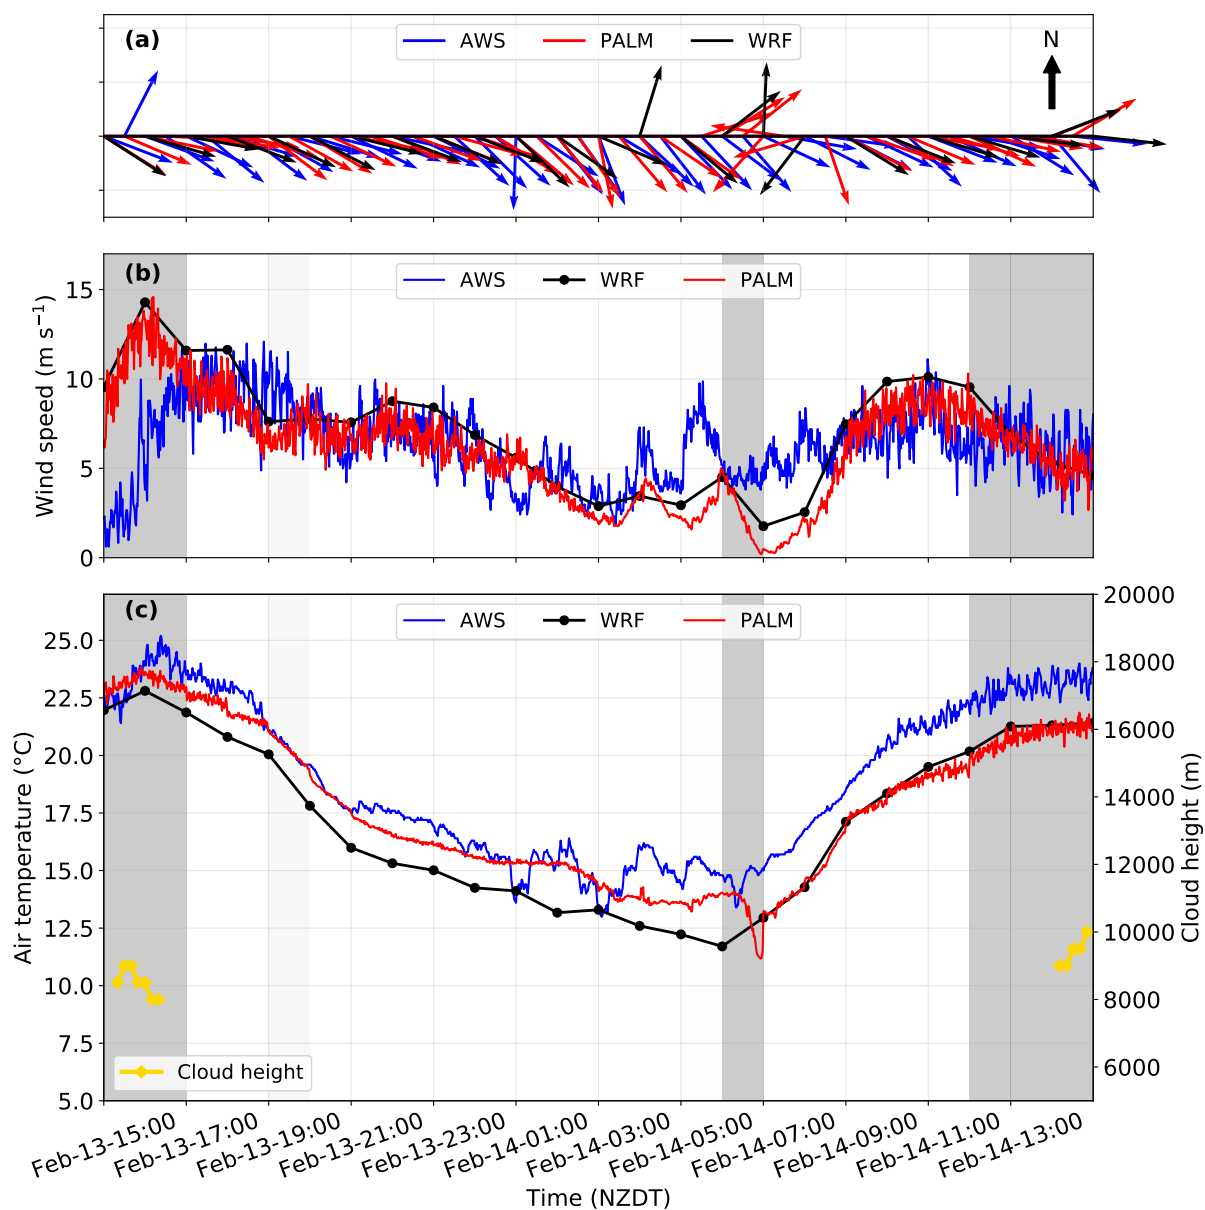 (a)
AWS PALM WRF
N
(b)
AWS WRF PALM
Wind speed (m s⁻¹)
15
10
5
0
(c)
AWS WRF PALM
Air temperature (°C)
25.0
22.5
20.0
17.5
15.0
12.5
10.0
7.5
5.0
20000
18000
16000
14000
12000
10000
8000
6000
Cloud height (m)
Cloud height
Feb-13-15:00
Feb-13-17:00
Feb-13-19:00
Feb-13-21:00
Feb-13-23:00
Feb-14-01:00
Feb-14-03:00
Feb-14-05:00
Feb-14-07:00
Feb-14-09:00
Feb-14-11:00
Feb-14-13:00
Time (NZDT)